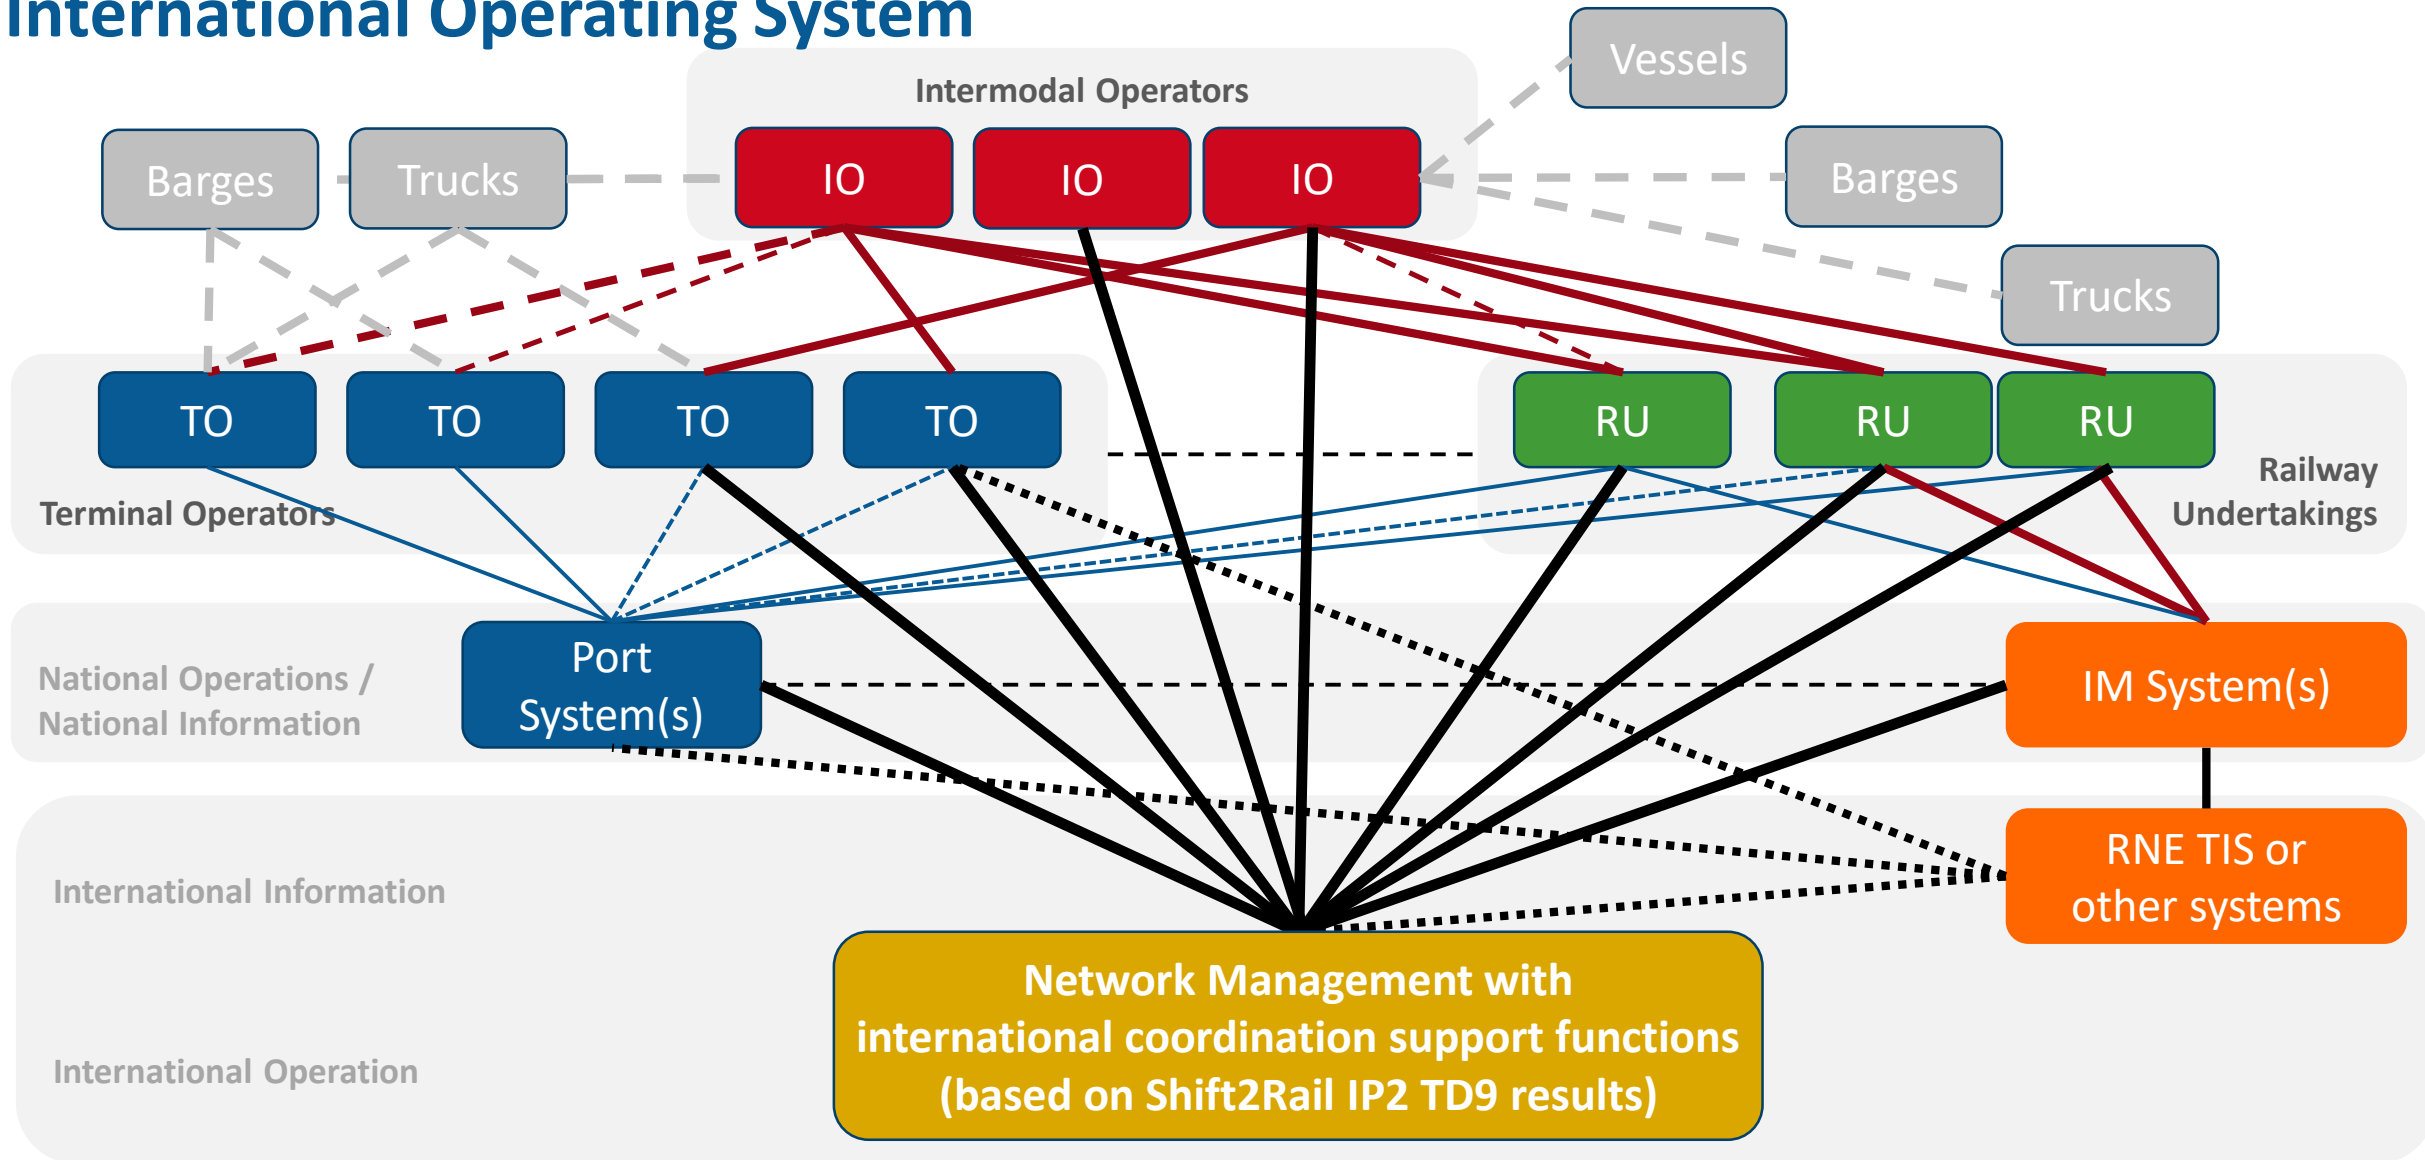 International Operating System
Vessels
Intermodal Operators
Barges
Trucks
IO
IO
IO
Barges
Trucks
TO
TO
TO
TO
RU
RU
RU
Terminal Operators
Railway
Undertakings
National Operations /
National Information
Port
System(s)
IM System(s)
International Information
RNE TIS or
other systems
Network Management with
international coordination support functions
(based on Shift2Rail IP2 TD9 results)
International Operation